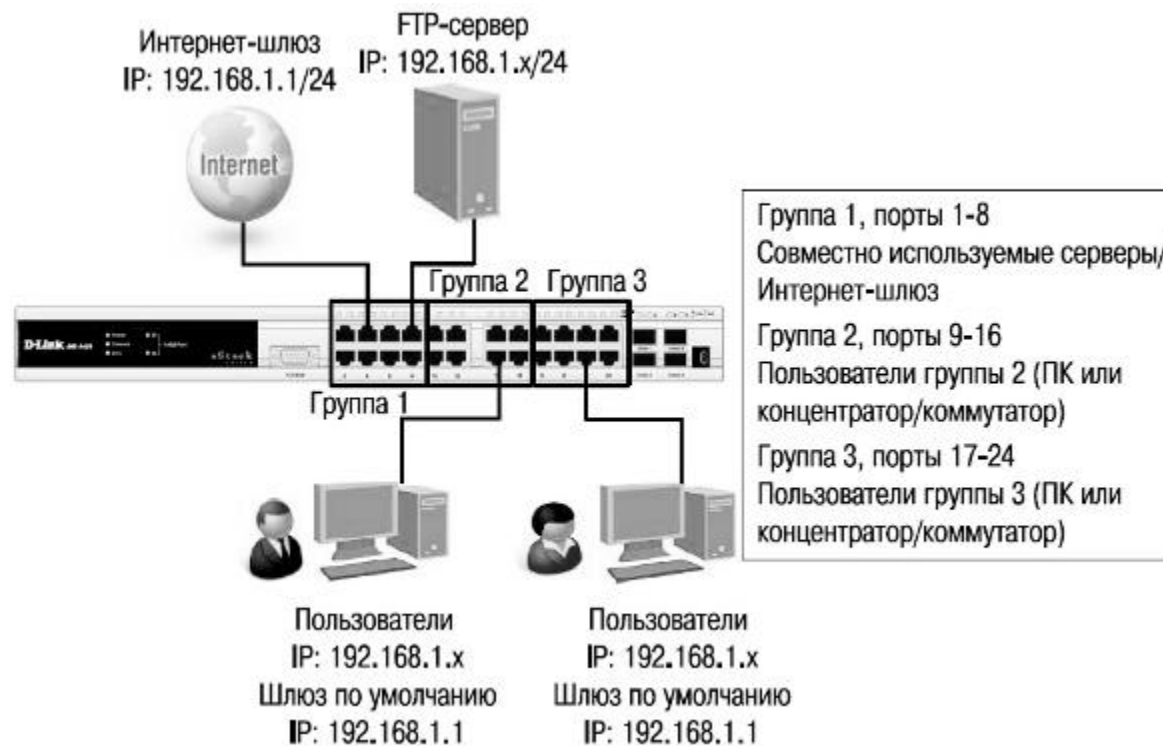 Интернет-шлюз
IP: 192.168.1.1/24
FTP-сервер
IP: 192.168.1.x/24
Internet
Группа 2
Группа 3
D-Link
Группа 1
Группа 1, порты 1-8
Совместно используемые серверы/
Интернет-шлюз
Группа 2, порты 9-16
Пользователи группы 2 (ПК или
концентратор/коммутатор)
Группа 3, порты 17-24
Пользователи группы 3 (ПК или
концентратор/коммутатор)
Пользователи
IP: 192.168.1.x
Шлюз по умолчанию
IP: 192.168.1.1
Пользователи
IP: 192.168.1.x
Шлюз по умолчанию
IP: 192.168.1.1